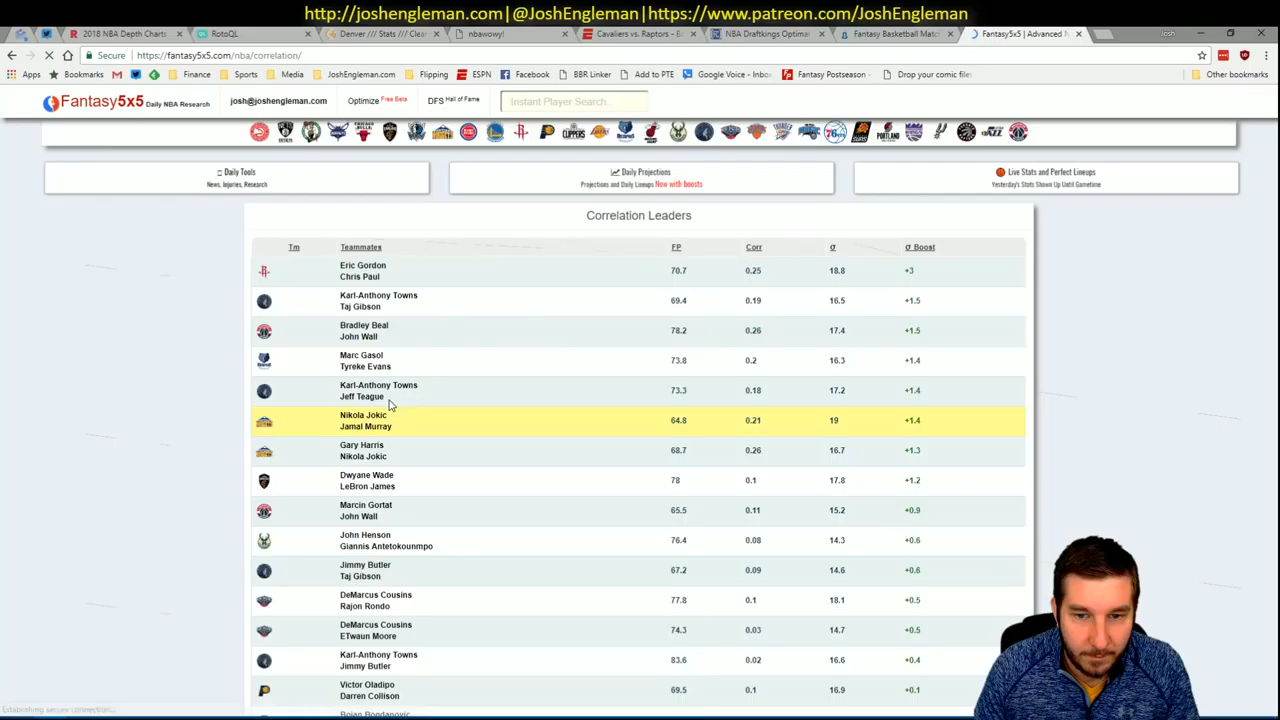 http://joshengleman.com|@JoshEngleman|https://www.patreon.com/JoshEngleman
2018 NBA Depth Charts
RotoQL
Denver /// Stats /// Clea
nbawowy!
Cavaliers vs. Raptors - Bo
NBA Draftkings Optimal
Fantasy Basketball Match
Fantasy5x5 | Advanced N
Josh
Secure
https://fantasy5x5.com/nba/correlation/
Apps
Bookmarks
Finance
Sports
Media
JoshEngleman.com
Flipping
ESPN
Facebook
BBR Linker
Add to PTE
Google Voice - Inbox
Fantasy Postseason -
Drop your comic files
Other bookmarks
Fantasy5x5 Daily NBA Research
josh@joshengleman.com
Optimize Free Beta
DFS Hall of Fame
Instant Player Search...
Daily Tools
News, Injuries, Research
Daily Projections
Projections and Daily Lineups Now with boosts
Live Stats and Perfect Lineups
Yesterday's Stats Shown Up Until Gametime
Correlation Leaders
Tm Teammates FP Corr σ σ Boost
Eric Gordon
Chris Paul
70.7 0.25 18.8 +3
Karl-Anthony Towns
Taj Gibson
69.4 0.19 16.5 +1.5
Bradley Beal
John Wall
78.2 0.26 17.4 +1.5
Marc Gasol
Tyreke Evans
73.8 0.2 16.3 +1.4
Karl-Anthony Towns
Jeff Teague
73.3 0.18 17.2 +1.4
Nikola Jokic
Jamal Murray
64.8 0.21 19 +1.4
Gary Harris
Nikola Jokic
68.7 0.26 16.7 +1.3
Dwyane Wade
LeBron James
78 0.1 17.8 +1.2
Marcin Gortat
John Wall
65.5 0.11 15.2 +0.9
John Henson
Giannis Antetokounmpo
76.4 0.08 14.3 +0.6
Jimmy Butler
Taj Gibson
67.2 0.09 14.6 +0.6
DeMarcus Cousins
Rajon Rondo
77.8 0.1 18.1 +0.5
DeMarcus Cousins
ETwaun Moore
74.3 0.03 14.7 +0.5
Karl-Anthony Towns
Jimmy Butler
83.6 0.02 16.6 +0.4
Victor Oladipo
Darren Collison
69.5 0.1 16.9 +0.1
Bojan Bogdanovic
Establishing secure connection...